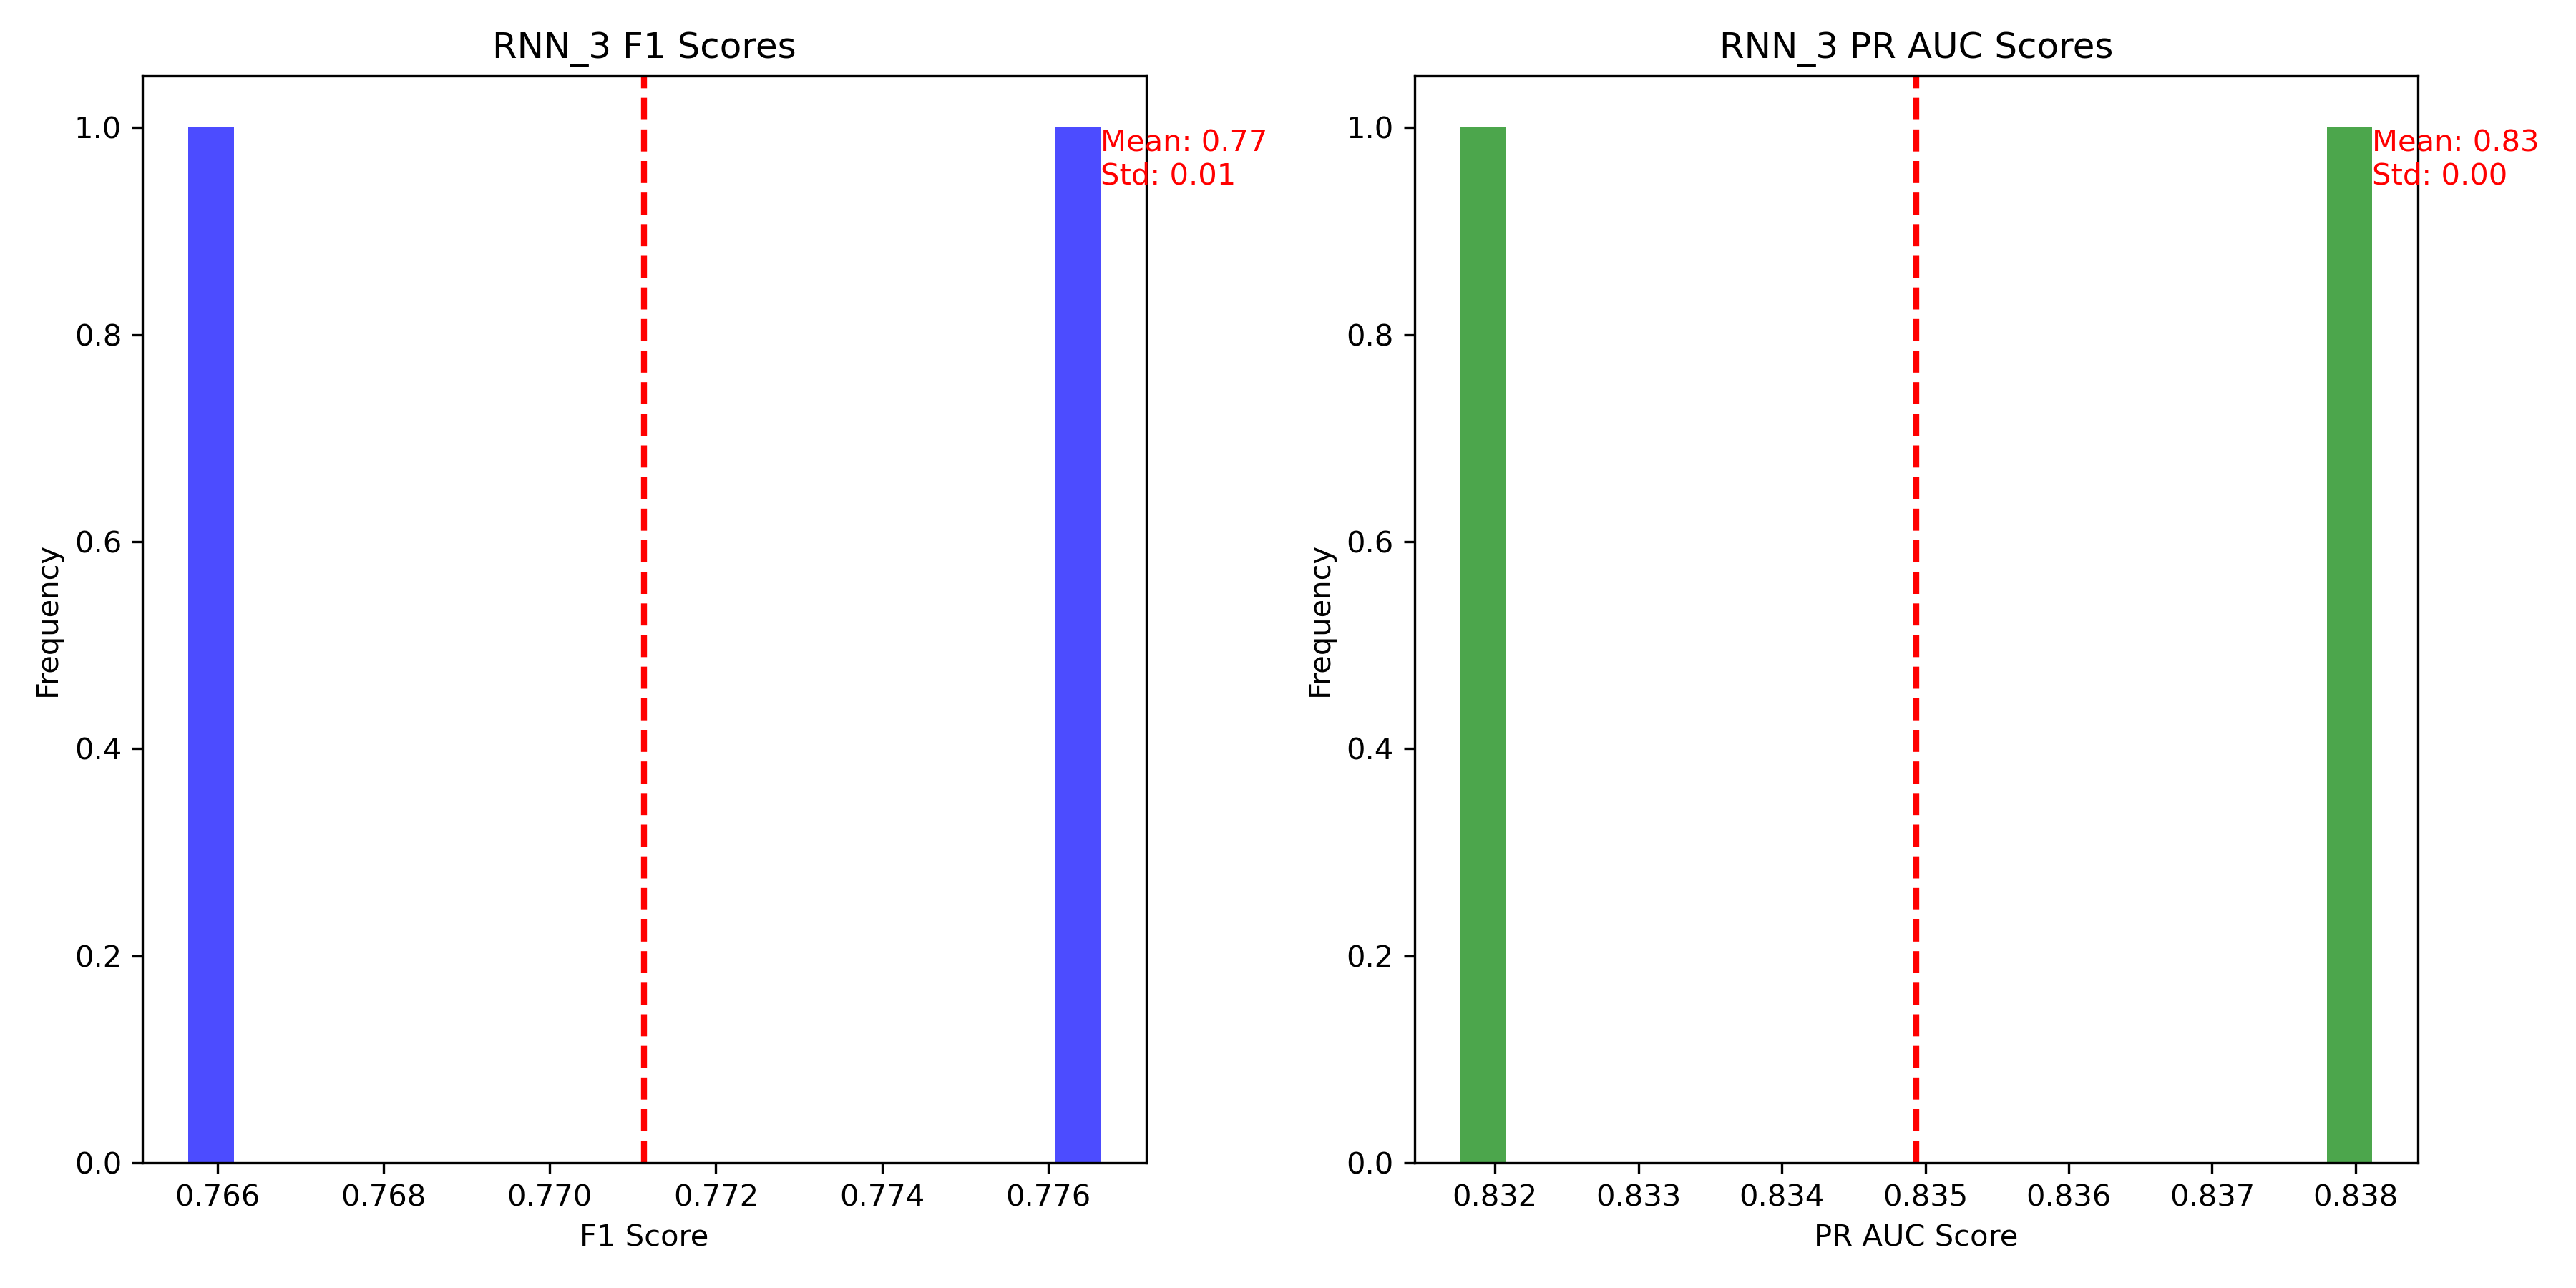 RNN_3 F1 Scores
Frequency
1.0
0.8
0.6
0.4
0.2
0.0
Mean: 0.77
Std: 0.01
0.766 0.768 0.770 0.772 0.774 0.776
F1 Score
RNN_3 PR AUC Scores
Frequency
1.0
0.8
0.6
0.4
0.2
0.0
Mean: 0.83
Std: 0.00
0.832 0.833 0.834 0.835 0.836 0.837 0.838
PR AUC Score